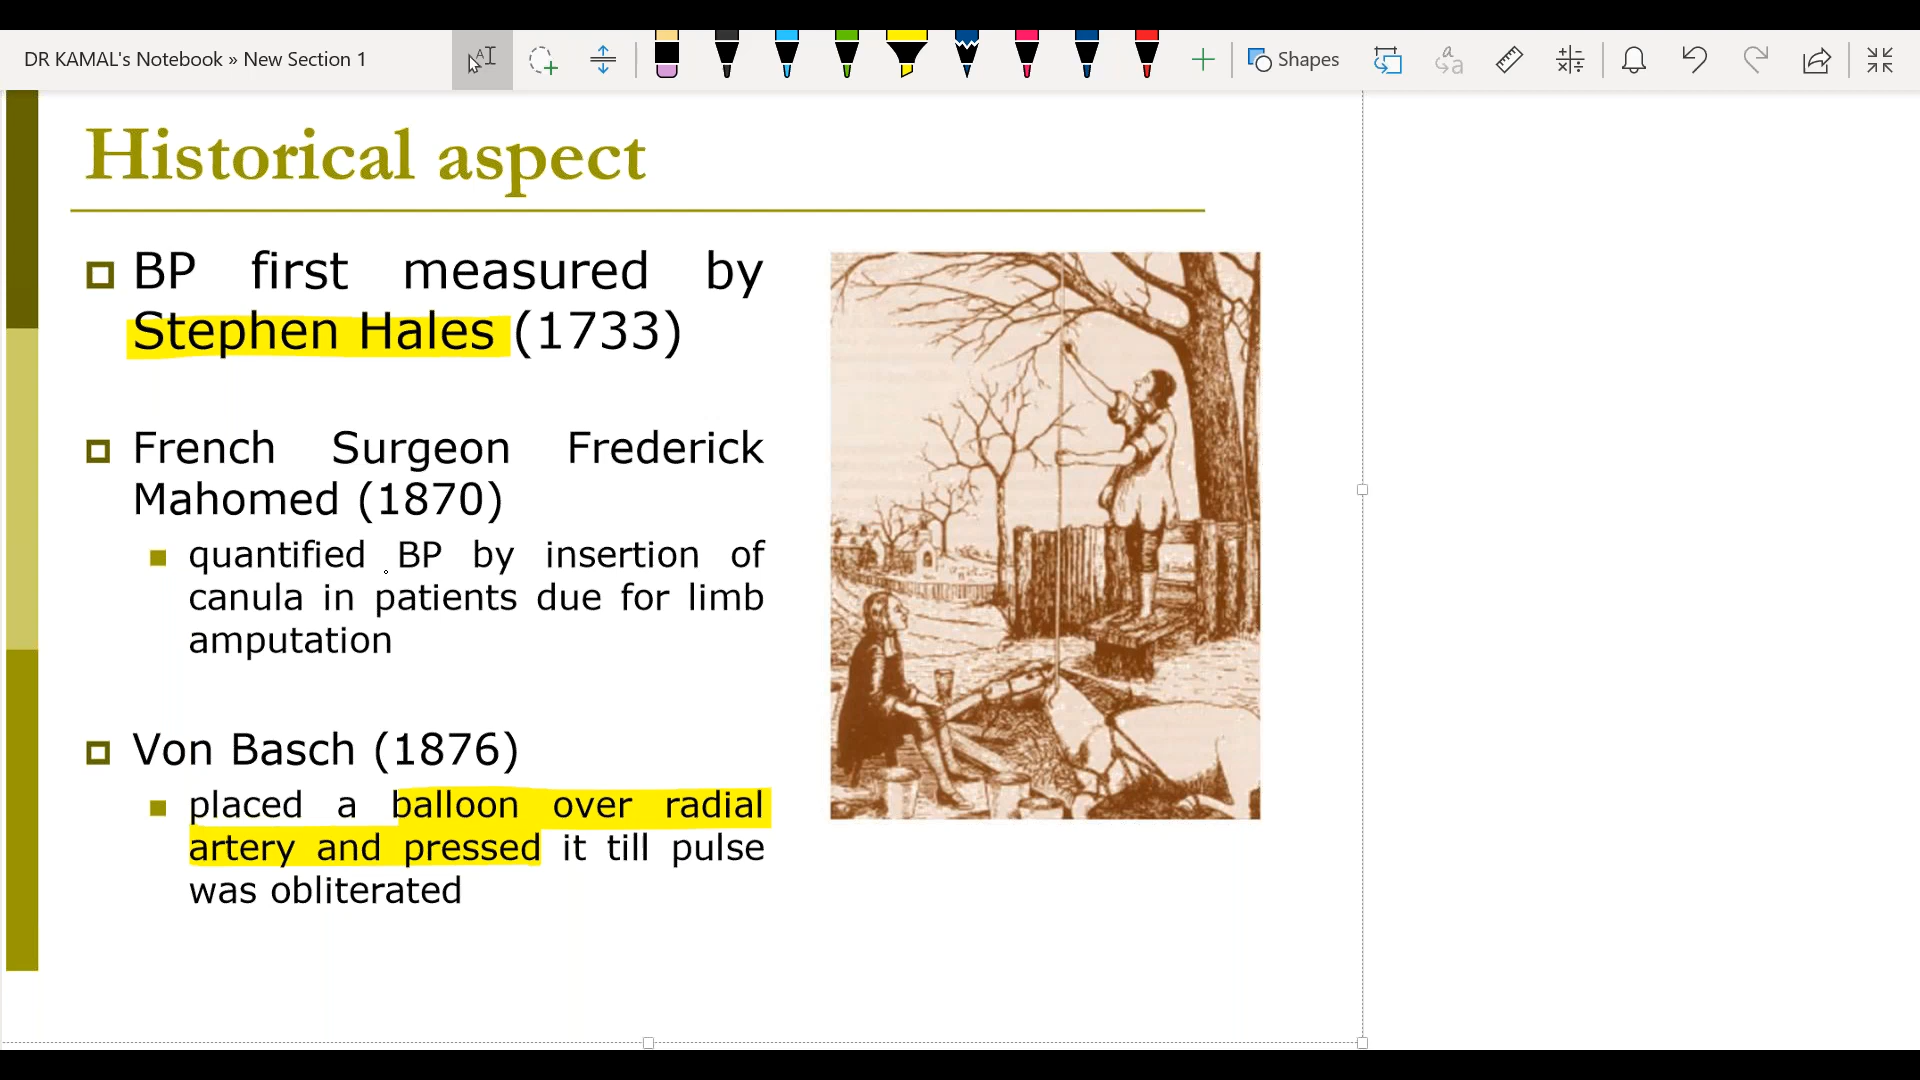 DR KAMAL's Notebook » New Section 1
Shapes
Historical aspect
BP first measured by
Stephen Hales (1733)
French Surgeon Frederick
Mahomed (1870)
quantified BP by insertion of
canula in patients due for limb
amputation
Von Basch (1876)
placed a balloon over radial
artery and pressed it till pulse
was obliterated